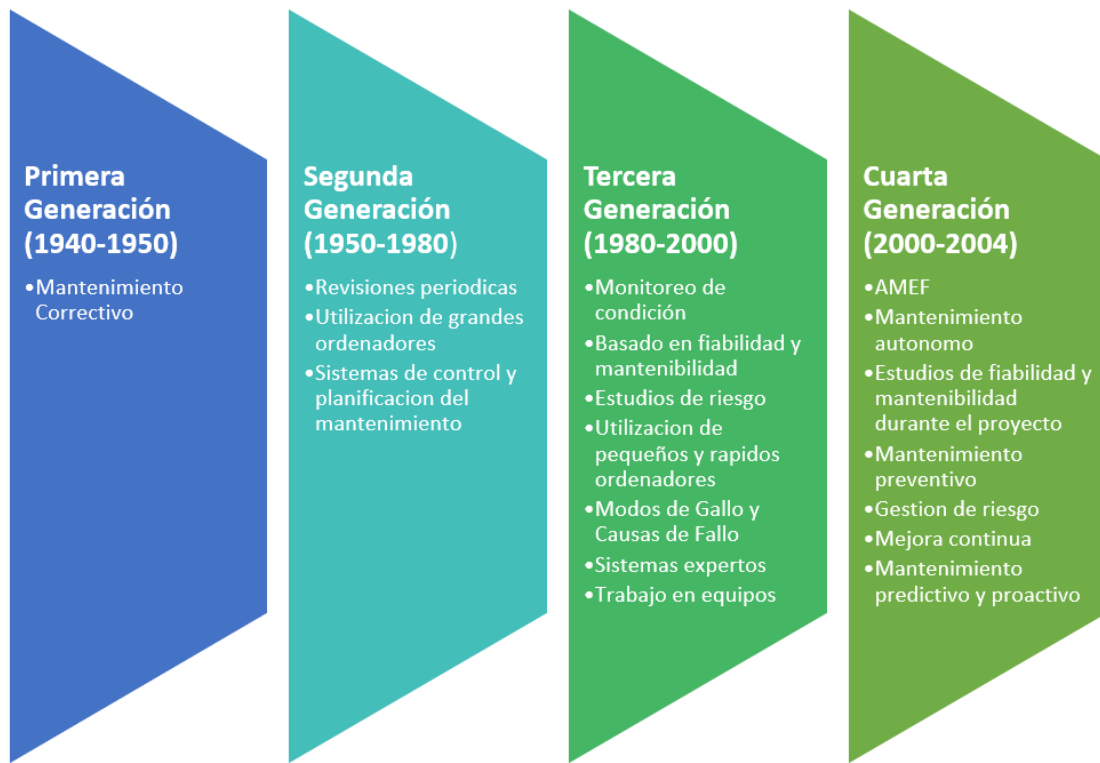 Primera
Generación
(1940-1950)
•Mantenimiento
Correctivo
Segunda
Generación
(1950-1980)
•Revisiones periodicas
•Utilizacion de grandes
ordenadores
•Sistemas de control y
planificacion del
mantenimiento
Tercera
Generación
(1980-2000)
•Monitoreo de
condición
•Basado en fiabilidad y
mantenibilidad
•Estudios de riesgo
•Utilizacion de
pequeños y rapidos
ordenadores
•Modos de Gallo y
Causas de Fallo
•Sistemas expertos
•Trabajo en equipos
Cuarta
Generación
(2000-2004)
•AMEF
•Mantenimiento
autonomo
•Estudios de fiabilidad y
mantenibilidad
durante el proyecto
•Mantenimiento
preventivo
•Gestion de riesgo
•Mejora continua
•Mantenimiento
predictivo y proactivo